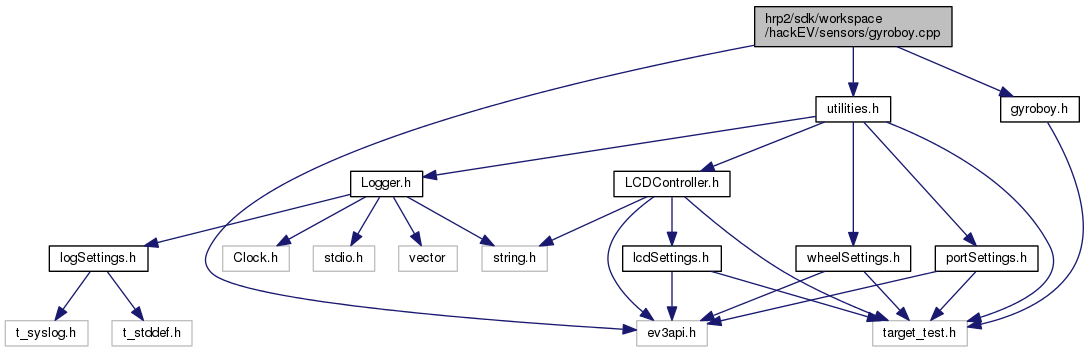 hrp2/sdk/workspace
/hackEV/sensors/gyroboy.cpp
utilities.h
gyroboy.h
Logger.h
LCDController.h
logSettings.h
Clock.h
stdio.h
vector
string.h
lcdSettings.h
wheelSettings.h
portSettings.h
t_syslog.h
t_stddef.h
ev3api.h
target_test.h